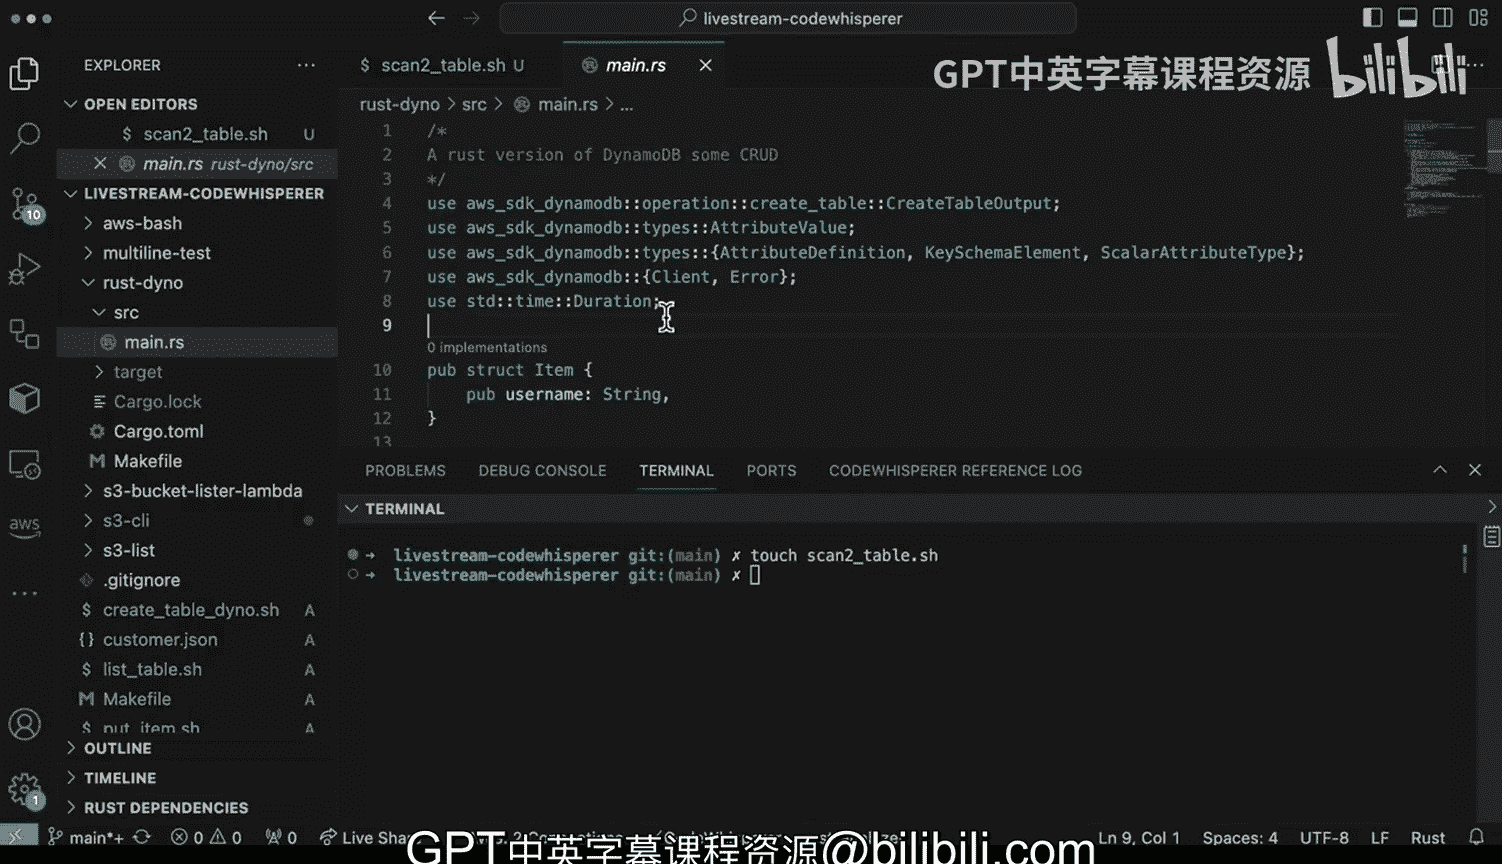 livestream-codewhisperer
EXPLORER
OPEN EDITORS
$ scan2_table.sh U
main.rs rust-dyno/src
LIVESTREAM-CODEWHISPERER
aws-bash
multiline-test
rust-dyno
src
main.rs
target
Cargo.lock
Cargo.toml
Makefile
s3-bucket-lister-lambda
s3-cli
s3-list
.gitignore
$ create_table_dyno.sh A
{} customer.json A
$ list_table.sh A
Makefile A
$ put_item.sh A
OUTLINE
TIMELINE
RUST DEPENDENCIES
10
aws
1
$ scan2_table.sh U
main.rs
GPT中英字幕课程资源 bilibili
rust-dyno > src > main.rs > ...
1 /*
2 A rust version of DynamoDB some CRUD
3 */
4 use aws_sdk_dynamodb::operation::create_table::CreateTableOutput;
5 use aws_sdk_dynamodb::types::AttributeValue;
6 use aws_sdk_dynamodb::types::{AttributeDefinition, KeySchemaElement, ScalarAttributeType};
7 use aws_sdk_dynamodb::{Client, Error};
8 use std::time::Duration;
9
0 implementations
10 pub struct Item {
11 pub username: String,
12 }
13
PROBLEMS DEBUG CONSOLE TERMINAL PORTS CODEWHISPERER REFERENCE LOG
TERMINAL
livestream-codewhisperer git:(main) ✗ touch scan2_table.sh
livestream-codewhisperer git:(main) ✗
main*+ 0 0 0 Live Ln 9, Col 1 Spaces: 4 UTF-8 LF Rust
GPT中英字幕课程资源@bilibili.com